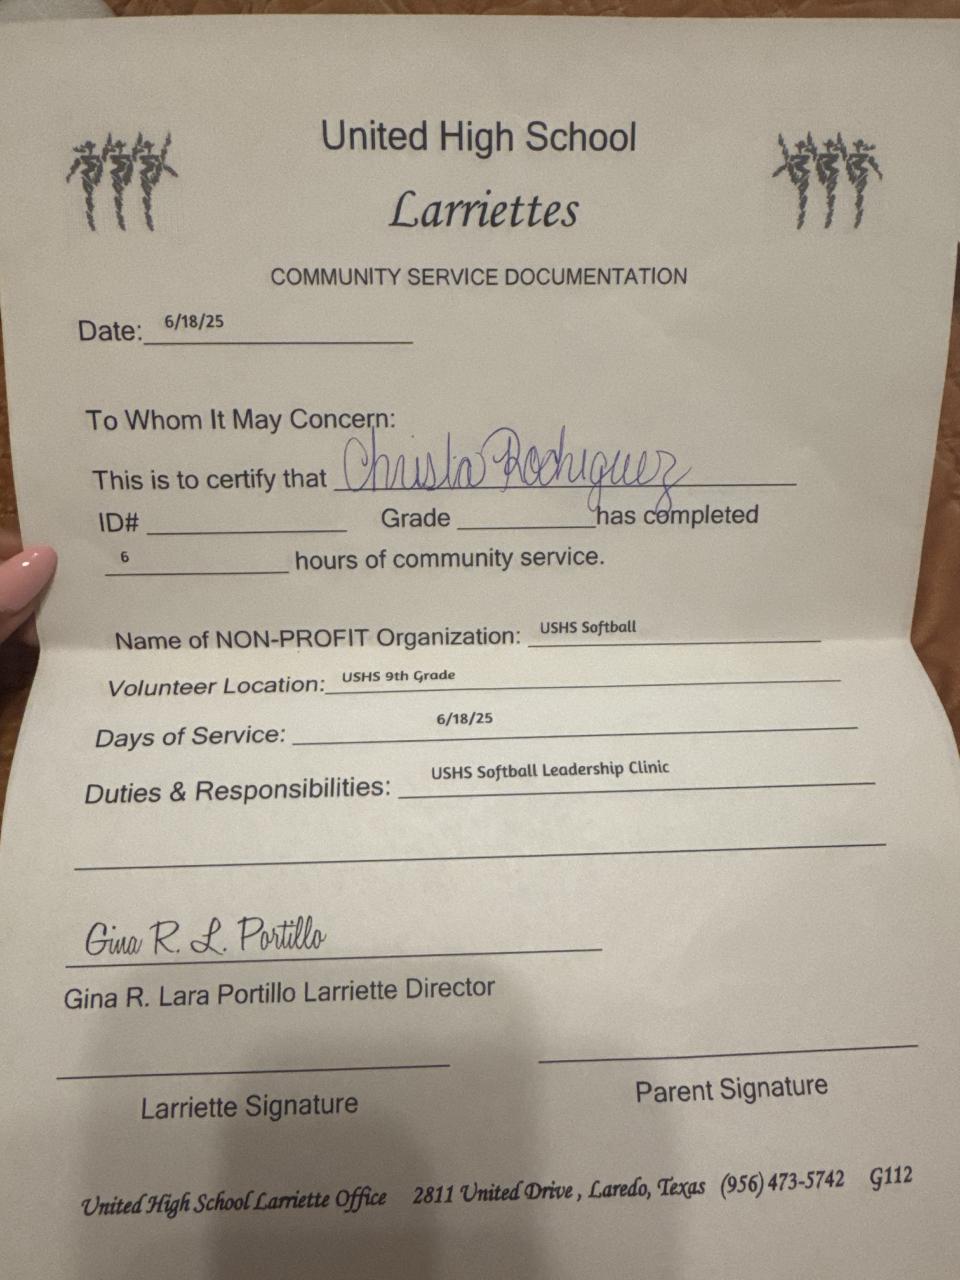 United High School
Larriettes
COMMUNITY SERVICE DOCUMENTATION
Date: 6/18/25
To Whom It May Concern:
This is to certify that Christa Rodriguez
ID# Grade has completed
6 hours of community service.
Name of NON-PROFIT Organization: USHS Softball
Volunteer Location: USHS 9th Grade
Days of Service: 6/18/25
Duties & Responsibilities: USHS Softball Leadership Clinic
Gina R. L. Portillo
Gina R. Lara Portillo Larriette Director
Larriette Signature Parent Signature
United High School Larriette Office 2811 United Drive, Laredo, Texas (956) 473-5742 G112